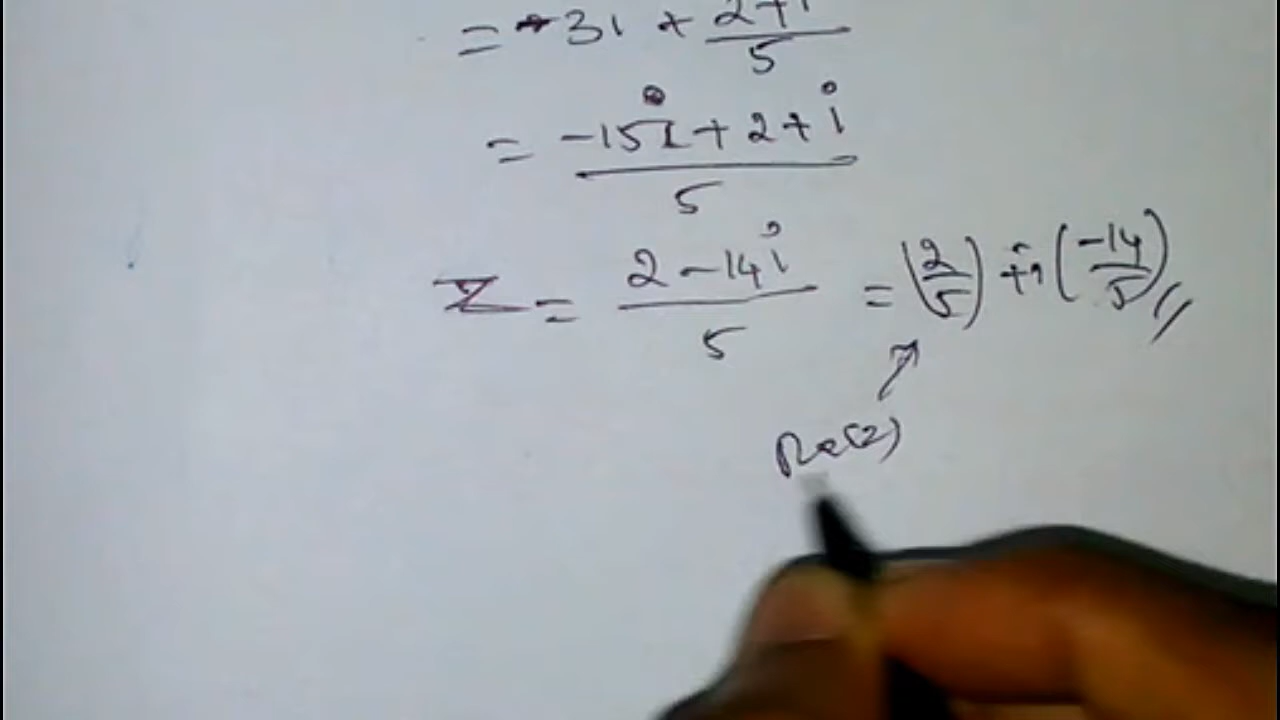 = -3i + 2+i/5
= -15i+2+i/5
Z = 2-14i/5 = (2/5) + i(-14/5)//
Re(z)